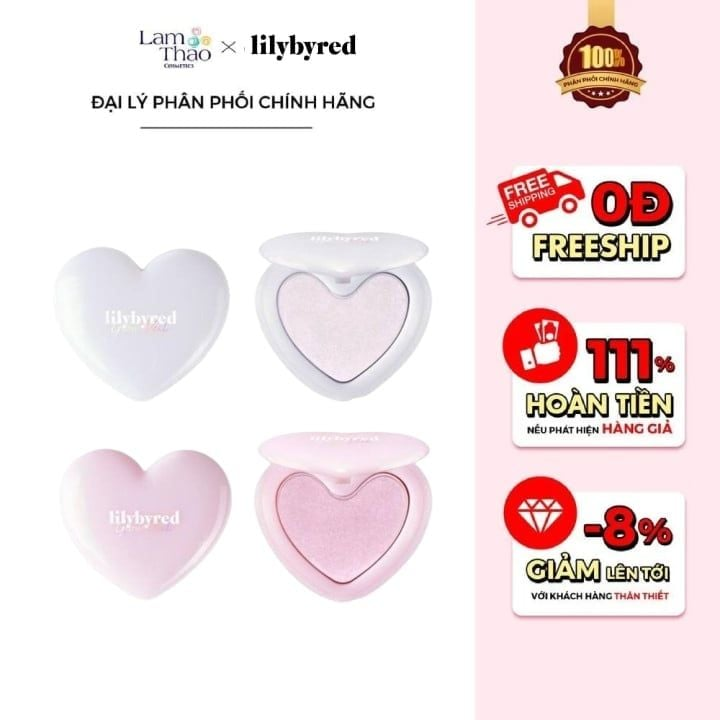 Lam
Thảo
COSMETICS
×
lilybyred
ĐẠI LÝ PHÂN PHỐI CHÍNH HÃNG
100%
PHÂN PHỐI CHÍNH HÃNG
lilybyred
lilybyred
lilybyred
lilybyred
FREE
SHIPPING
0Đ
FREESHIP
111%
HOÀN TIỀN
NẾU PHÁT HIỆN HÀNG GIẢ
-8%
GIẢM LÊN TỚI
VỚI KHÁCH HÀNG THÂN THIẾT